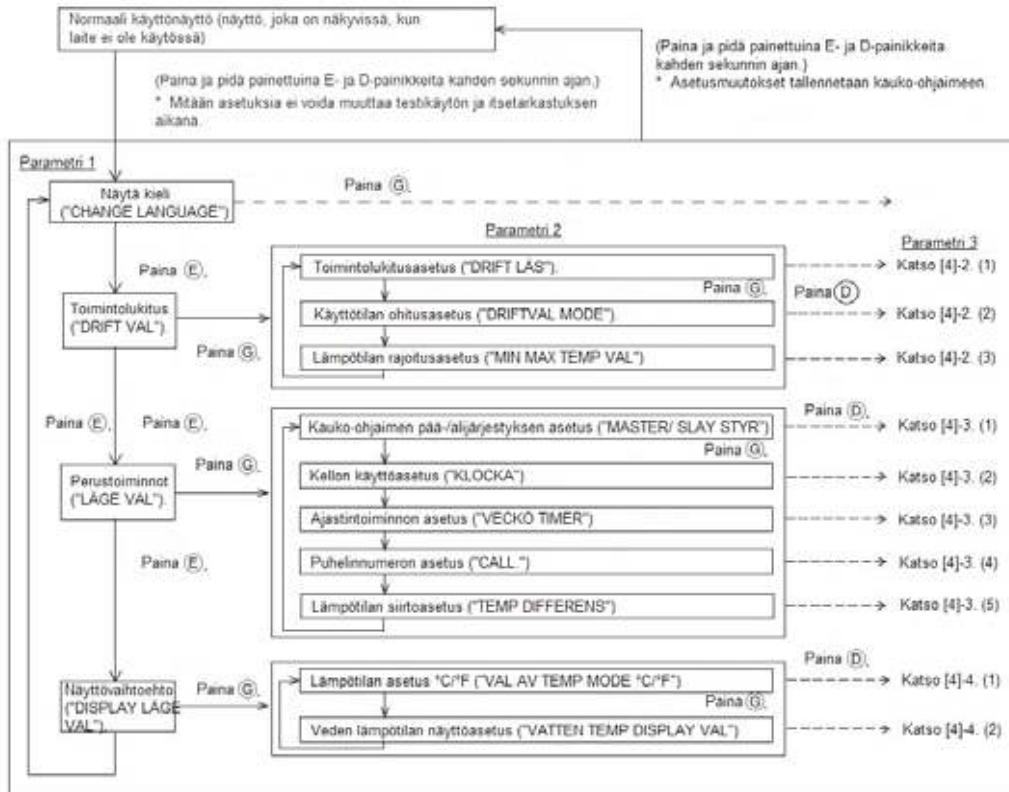 Normaali käyttönäyttö (näyttö, joka on näkyvissä, kun
laite ei ole käytössä)
(Paina ja pidä painettuina E- ja D-painikkeita kahden sekunnin ajan.)
* Mitään asetuksia ei voida muuttaa testikäytön ja itsetarkastuksen
aikana.
(Paina ja pidä painettuina E- ja D-painikkeita
kahden sekunnin ajan.)
* Asetusmuutokset tallennetaan kauko-ohjaimeen.
Parametri 1
Näytä kieli
("CHANGE LANGUAGE")
Paina Ⓖ.
Parametri 2
Parametri 3
Paina Ⓔ.
Toimintolukitus
("DRIFT VAL").
Paina Ⓖ.
Toimintolukitusasetus ("DRIFT LÅS").
Paina Ⓖ.
Käyttötilan ohitusasetus ("DRIFTVAL MODE").
Lämpötilan rajoitusasetus ("MIN MAX TEMP VAL")
Paina Ⓓ
Katso [4]-2. (1)
Katso [4]-2. (2)
Katso [4]-2. (3)
Paina Ⓔ.
Paina Ⓔ.
Perustoiminnot
("LÄGE VAL").
Paina Ⓖ.
Kauko-ohjaimen pää-/alijärjestyksen asetus ("MASTER/ SLAY STYR")
Paina Ⓖ.
Kellon käyttöasetus ("KLOCKA")
Ajastintoiminnon asetus ("VECKO TIMER")
Puhelinnumeron asetus ("CALL.")
Lämpötilan siirtoasetus ("TEMP DIFFERENS")
Paina Ⓓ.
Katso [4]-3. (1)
Katso [4]-3. (2)
Katso [4]-3. (3)
Katso [4]-3. (4)
Katso [4]-3. (5)
Paina Ⓔ.
Näyttövaihtoehto
("DISPLAY LÄGE
VAL").
Paina Ⓖ.
Lämpötilan asetus °C/°F ("VAL AV TEMP MODE °C/°F")
Paina Ⓖ.
Veden lämpötilan näyttöasetus ("VATTEN TEMP DISPLAY VAL")
Paina Ⓓ.
Katso [4]-4. (1)
Katso [4]-4. (2)